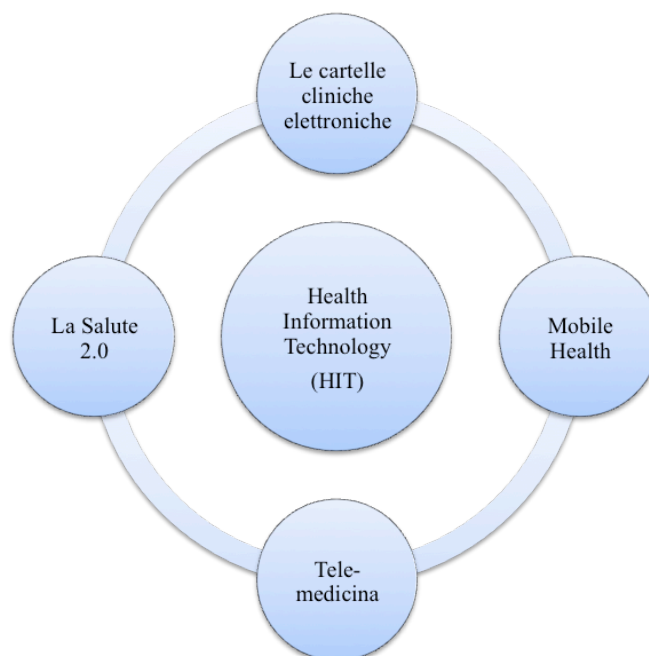 Le cartelle
cliniche
elettroniche
La Salute
2.0
Health
Information
Technology
(HIT)
Mobile
Health
Tele-
medicina